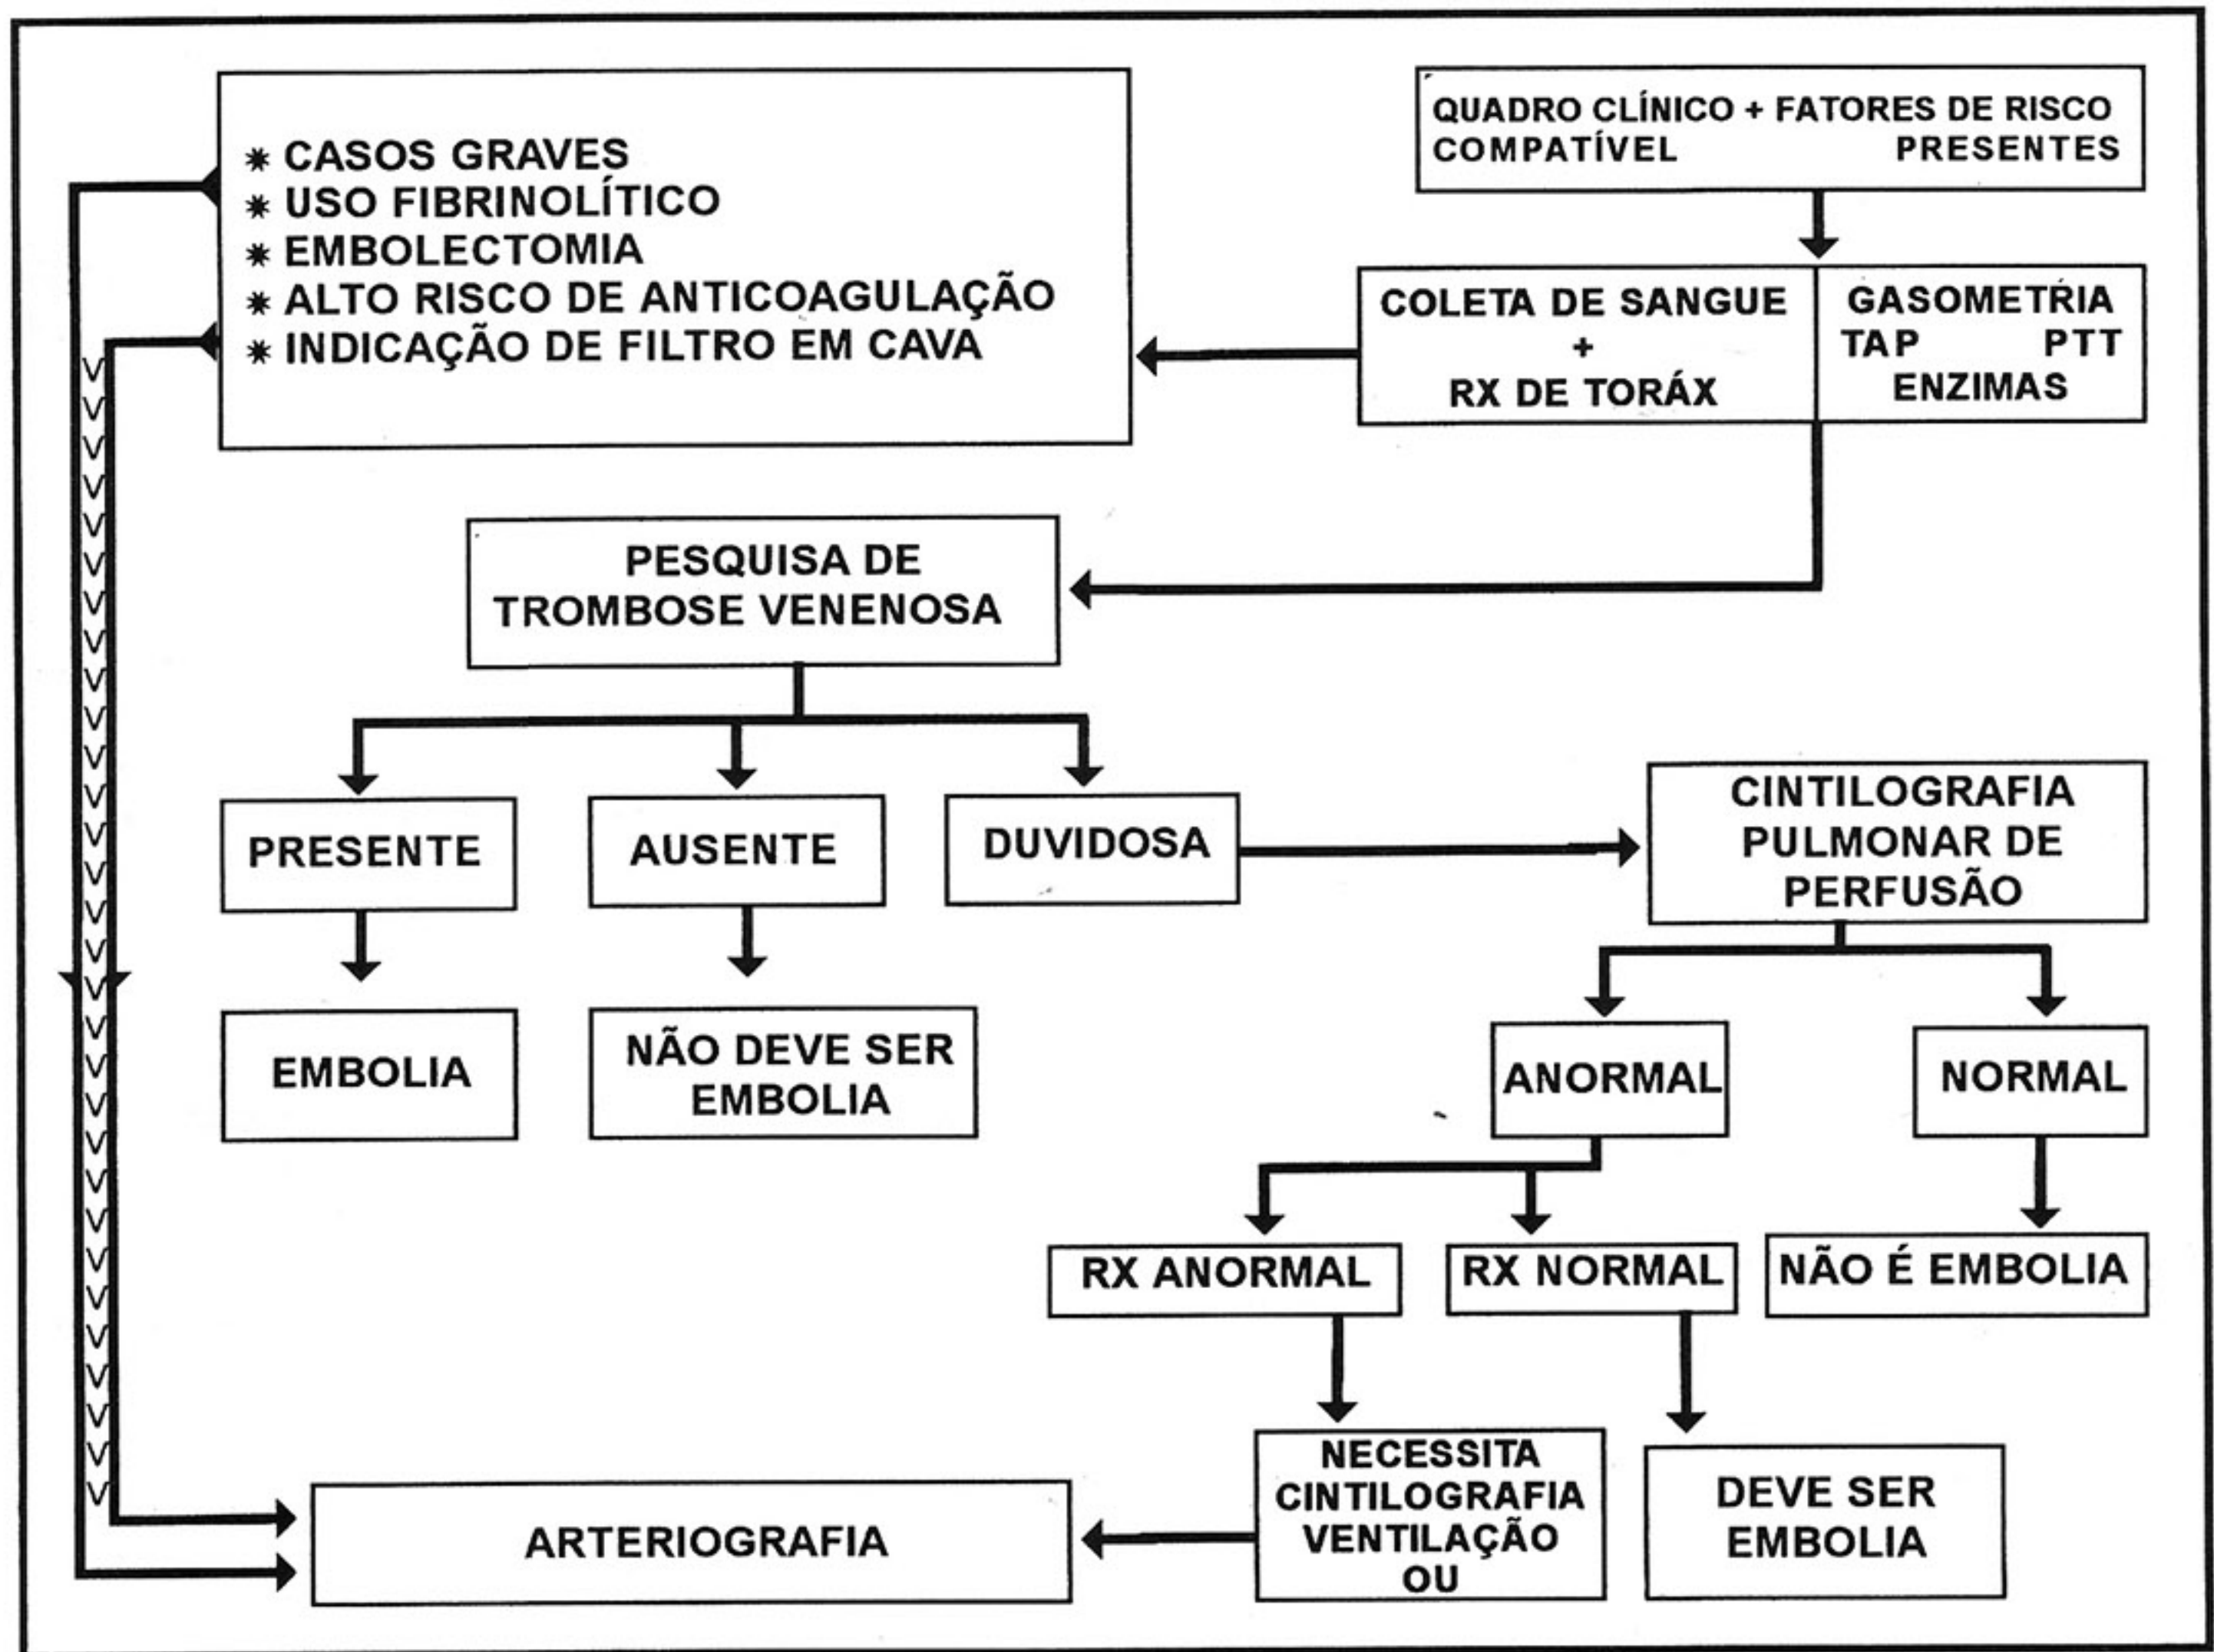 QUADRO CLÍNICO + FATORES DE RISCO
COMPATÍVEL PRESENTES
✷ CASOS GRAVES
✷ USO FIBRINOLÍTICO
✷ EMBOLECTOMIA
✷ ALTO RISCO DE ANTICOAGULAÇÃO
✷ INDICAÇÃO DE FILTRO EM CAVA
COLETA DE SANGUE
+
RX DE TORÁX
GASOMETRIA
TAP PTT
ENZIMAS
PESQUISA DE
TROMBOSE VENENOSA
PRESENTE
AUSENTE
DUVIDOSA
CINTILOGRAFIA
PULMONAR DE
PERFUSÃO
EMBOLIA
NÃO DEVE SER
EMBOLIA
ANORMAL
NORMAL
RX ANORMAL
RX NORMAL
NÃO É EMBOLIA
NECESSITA
CINTILOGRAFIA
VENTILAÇÃO
OU
DEVE SER
EMBOLIA
ARTERIOGRAFIA